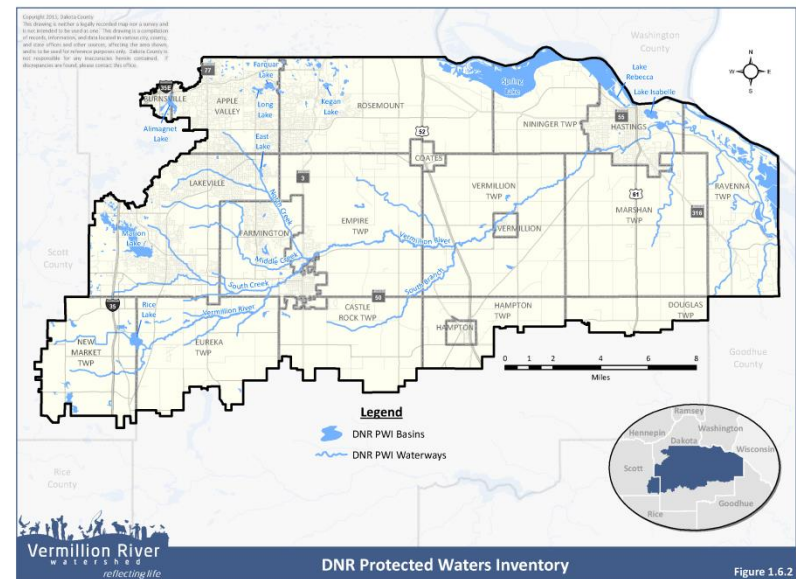 Copyright 2011, Dakota County
This drawing is neither a legally recorded map nor a survey and
is not intended to be used as one. This drawing is a compilation
of records, information, and data located in various city, county,
and state offices and other sources, affecting the area shown,
and is to be used for reference purposes only. Dakota County is
not responsible for any inaccuracies herein contained. If
discrepancies are found, please contact this office.
Washington
County
N
W
E
S
77
35E
BURNSVILLE
Alimagnet
Lake
APPLE
VALLEY
Farquar
Lake
Long
Lake
Kegan
Lake
East
Lake
ROSEMOUNT
Spring
Lake
Lake
Rebecca
Lake Isabelle
NININGER TWP
55
HASTINGS
52
COATES
3
LAKEVILLE
North Creek
VERMILLION
TWP
RAVENNA
TWP
61
MARSHAN
TWP
316
Scott
County
Marion
Lake
FARMINGTON
EMPIRE
TWP
Vermillion River
VERMILLION
Middle Creek
South Creek
South Branch
35
Rice
Lake
Vermillion River
50
CASTLE
ROCK TWP
HAMPTON
TWP
HAMPTON
DOUGLAS
TWP
NEW
MARKET
TWP
EUREKA
TWP
Goodhue
County
0 1 2 4 6 8
Miles
Legend
DNR PWI Basins
DNR PWI Waterways
Rice
County
Ramsey
Hennepin
Washington
Dakota
Wisconsin
Scott
Goodhue
Rice
Vermillion River
watershed
reflecting life
DNR Protected Waters Inventory
Figure 1.6.2